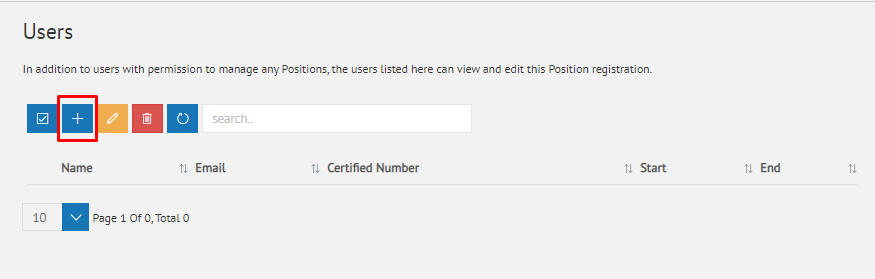 Users
In addition to users with permission to manage any Positions, the users listed here can view and edit this Position registration.
search..
Name Email Certified Number Start End
10 Page 1 Of 0, Total 0